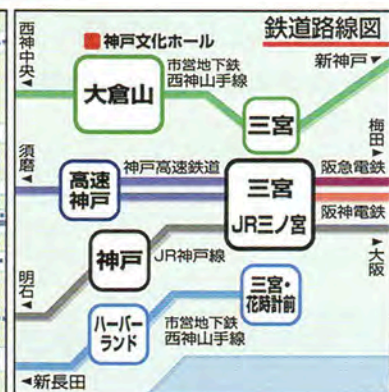 鉄道路線図
西神中央
神戸文化ホール
市営地下鉄
西神山手線
新神戸
大倉山
三宮
梅田
須磨
高速
神戸
神戸高速鉄道
三宮
JR三ノ宮
阪急電鉄
阪神電鉄
大阪
神戸
JR神戸線
明石
三宮・
花時計前
ハーバー
ランド
市営地下鉄
西神山手線
新長田